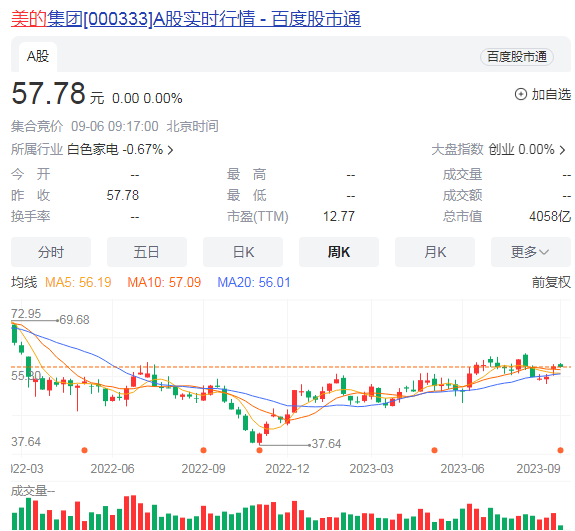 美的集团[000333]A股实时行情 - 百度股市通
A股
百度股市通
57.78 元 0.00 0.00%
加自选
集合竞价 09-06 09:17:00 北京时间
所属行业 白色家电 -0.67%
大盘指数 创业 0.00%
今 开 -- 最 高 -- 成交量 --
昨 收 57.78 最 低 -- 成交额 --
换手率 -- 市盈(TTM) 12.77 总市值 4058亿
分时 五日 日K 周K 月K 更多
均线 MA5: 56.19 MA10: 57.09 MA20: 56.01 前复权
72.95
69.68
37.64
37.64
2022-06 2022-09 2022-12 2023-03 2023-06 2023-09
成交量--